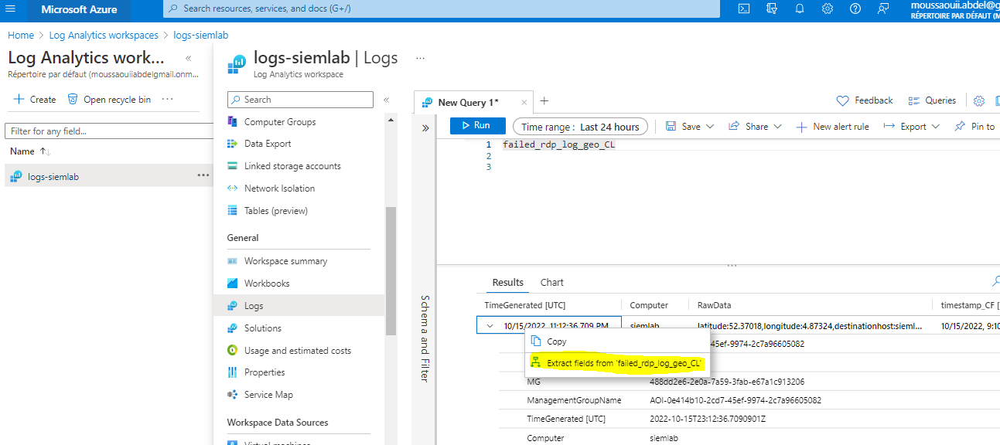 Microsoft Azure
Search resources, services, and docs (G+/)
moussaouii.abdel@g
RÉPERTOIRE PAR DÉFAUT (M
Home > Log Analytics workspaces > logs-siemlab
Log Analytics work... «
Répertoire par défaut (moussaouiiabdelgmail.onm...
+ Create Open recycle bin ...
Filter for any field...
Name ↑↓
logs-siemlab ...
logs-siemlab | Logs ...
Log Analytics workspace
Search «
Computer Groups
Data Export
Linked storage accounts
Network Isolation
Tables (preview)
General
Workspace summary
Workbooks
Logs
Solutions
Usage and estimated costs
Properties
Service Map
Workspace Data Sources
Virtual machines
New Query 1* × +
Feedback Queries
»
Run Time range : Last 24 hours Save Share + New alert rule Export Pin to
1 failed_rdp_log_geo_CL
2
3
...
Schema and Filter
Results Chart
TimeGenerated [UTC] Computer RawData timestamp_CF [
10/15/2022, 11:12:36.709 PM siemlab latitude:52.37018,longitude:4.87324,destinationhost:sieml... 10/15/2022, 9:10
Copy
45ef-9974-2c7a96605082
Extract fields from 'failed_rdp_log_geo_CL'
MG 488dd2e6-2e0a-7a59-3fab-e67a1c913206
ManagementGroupName AOI-0e414b10-2cd7-45ef-9974-2c7a96605082
TimeGenerated [UTC] 2022-10-15T23:12:36.7090901Z
Computer siemlab